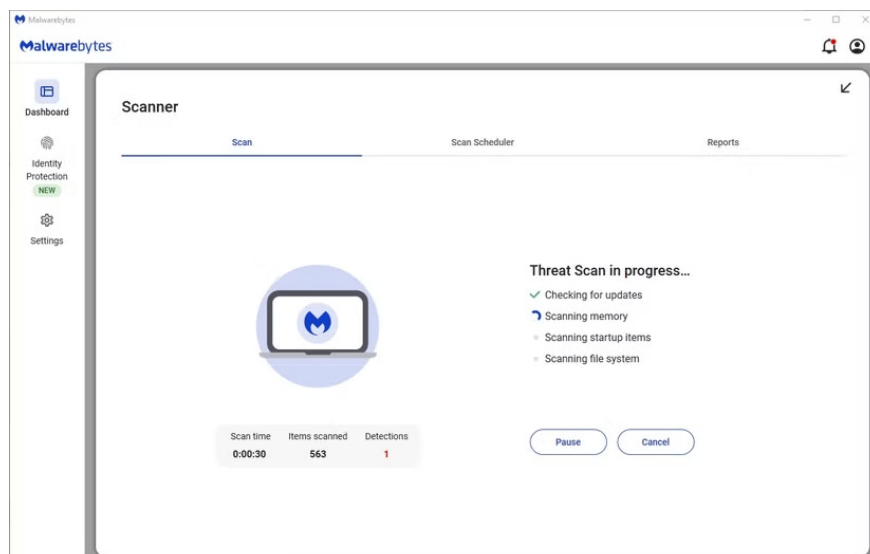 Malwarebytes
Malwarebytes
Dashboard
Identity
Protection
NEW
Settings
Scanner
Scan Scan Scheduler Reports
Threat Scan in progress...
Checking for updates
Scanning memory
Scanning startup items
Scanning file system
Scan time Items scanned Detections
0:00:30 563 1
Pause Cancel